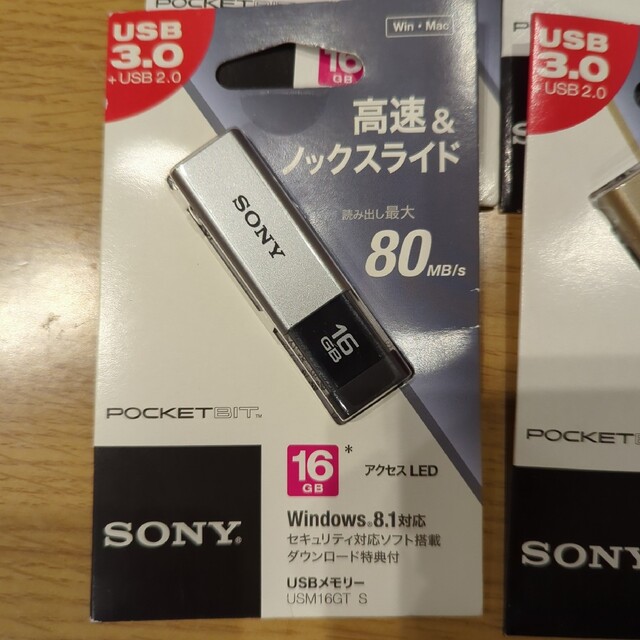 POCKETBIT
USB
3.0
+ USB 2.0
Win・Mac
16
GB
高速&
ノックスライド
読み出し最大
80 MB/s
SONY
16
GB
POCKETBIT™
16
GB
*
アクセス LED
SONY®
Windows®8.1対応
セキュリティ対応ソフト搭載
ダウンロード特典付
USBメモリー
USM16GT S
USB
3.0
+ USB 2.0
POCKETB
SONY